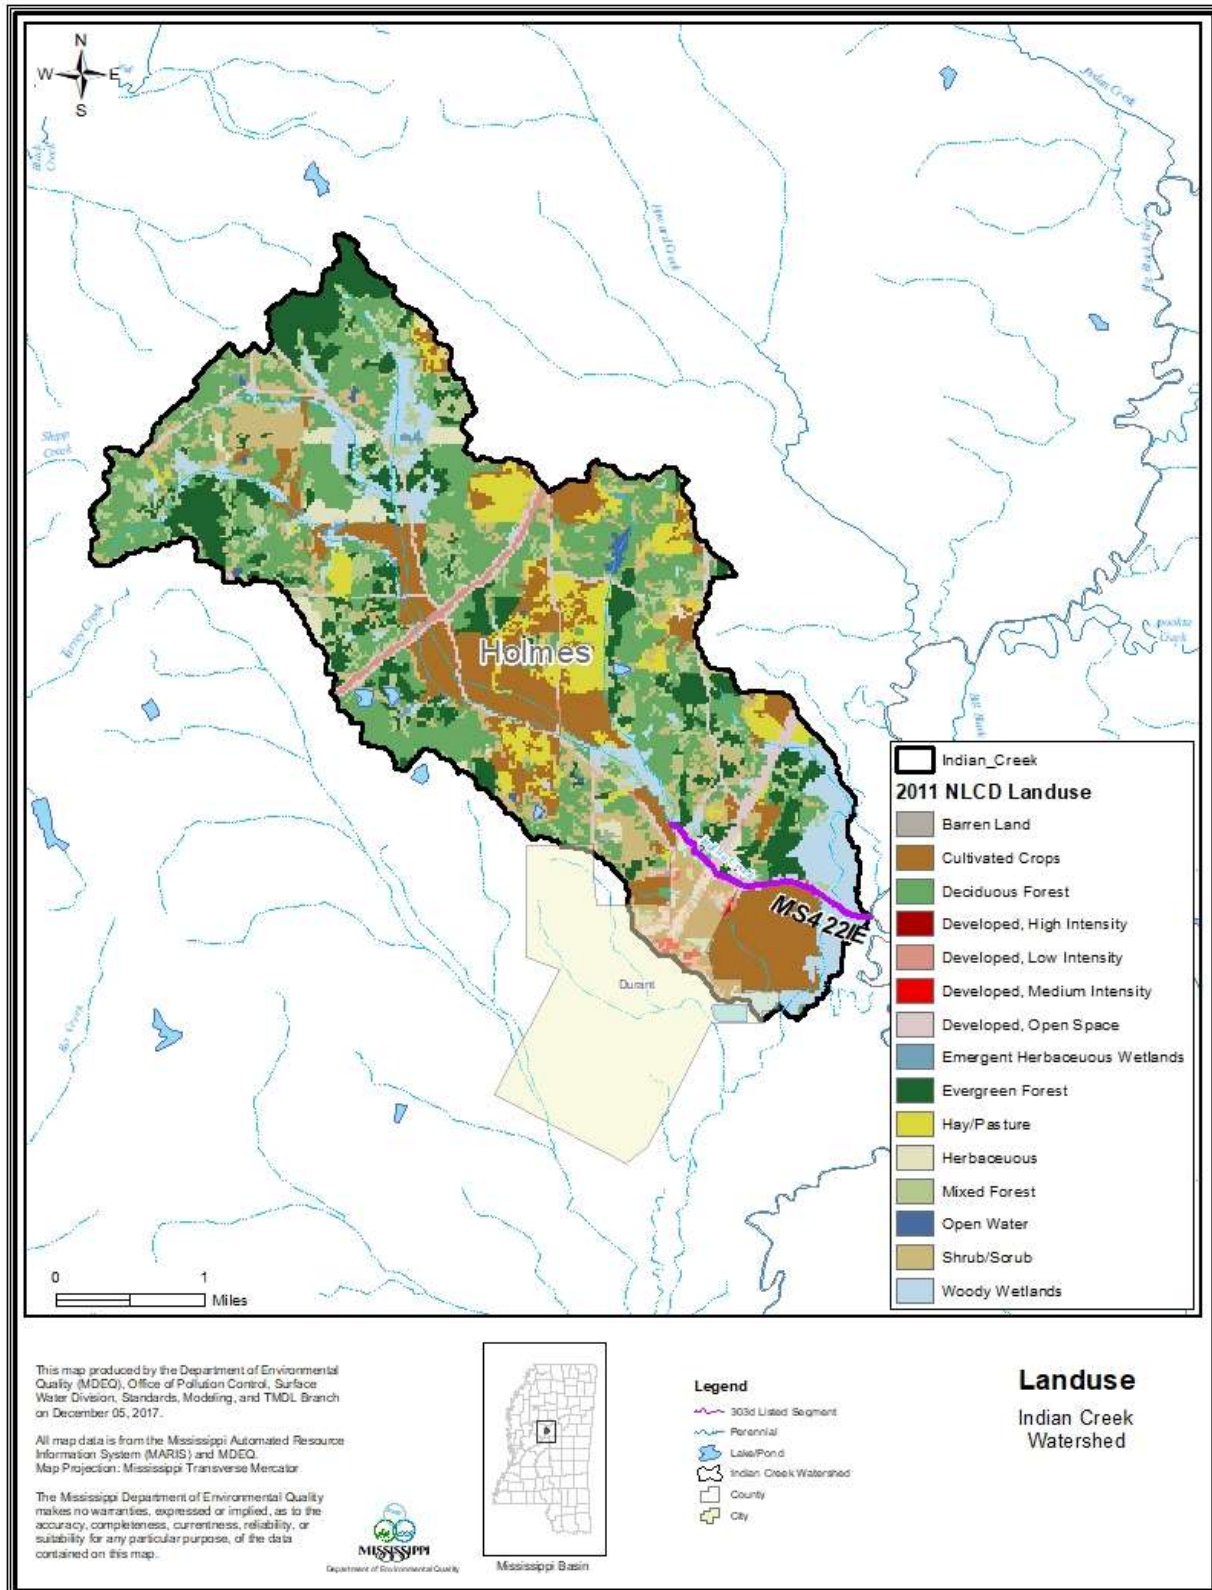 N
W
E
S
Howard Creek
Terrey Creek
Holmes
MS422IE
Durant
Indian_Creek
2011 NLCD Landuse
Barren Land
Cultivated Crops
Deciduous Forest
Developed, High Intensity
Developed, Low Intensity
Developed, Medium Intensity
Developed, Open Space
Emergent Herbaceuous Wetlands
Evergreen Forest
Hay/Pasture
Herbaceuous
Mixed Forest
Open Water
Shrub/Scrub
Woody Wetlands
0 1
Miles
This map produced by the Department of Environmental
Quality (MDEQ), Office of Pollution Control, Surface
Water Division, Standards, Modeling, and TMDL Branch
on December 05, 2017.
All map data is from the Mississippi Automated Resource
Information System (MARIS) and MDEQ.
Map Projection: Mississippi Transverse Mercator
The Mississippi Department of Environmental Quality
makes no warranties, expressed or implied, as to the
accuracy, completeness, currentness, reliability, or
suitability for any particular purpose, of the data
contained on this map.
MISSISSIPPI
Department of Environmental Quality
Mississippi Basin
Legend
303d Listed Segment
Perennial
Lake/Pond
Indian Creek Watershed
County
City
Landuse
Indian Creek
Watershed